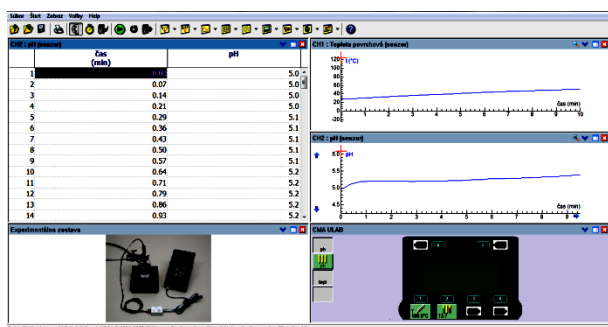 Súbor Štart Zobraz Voľby Help
CH2 : pH [senzor]
čas (min) pH
1 0.00 5.0
2 0.07 5.0
3 0.14 5.0
4 0.21 5.0
5 0.29 5.1
6 0.36 5.1
7 0.43 5.1
8 0.50 5.1
9 0.57 5.1
10 0.64 5.2
11 0.71 5.2
12 0.79 5.2
13 0.86 5.2
14 0.93 5.2
CH1 : Teplota povrchová [senzor]
120 t (°C)
100
80
60
40
20
0
-20
čas (min)
0 1 2 3 4 5 6 7 8 9 10
CH2 : pH [senzor]
6.0 pH
5.5
5.0
4.5
čas (min)
0 1 2 3 4 5 6 7 8 9
Experimentálna zostava
CMA ULAB
ph
tepl
1 2 3 4